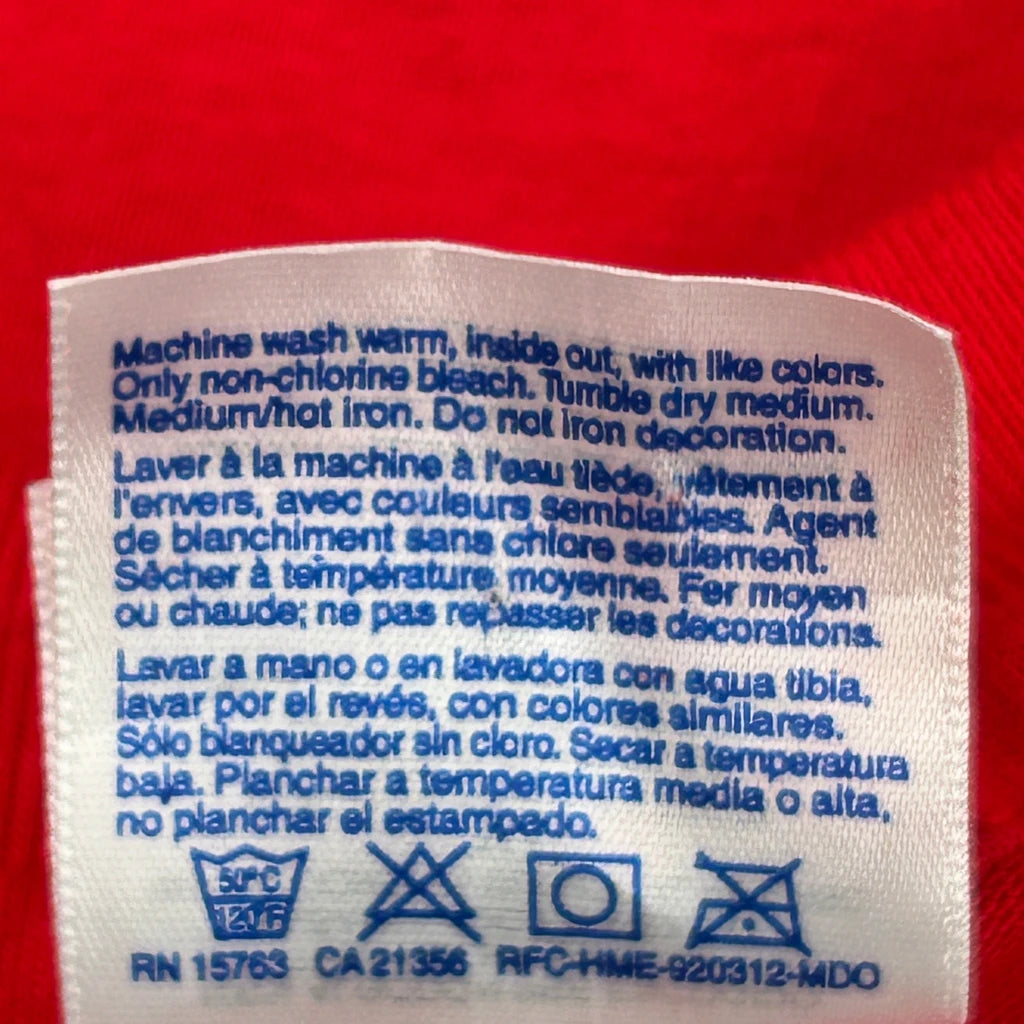 Machine wash warm, inside out, with like colors.
Only non-chlorine bleach. Tumble dry medium.
Medium/hot iron. Do not iron decoration.
Laver à la machine à l'eau tiède, vêtement à
l'envers, avec couleurs semblables. Agent
de blanchiment sans chlore seulement.
Sécher à température moyenne. Fer moyen
ou chaude; ne pas repasser les decorations.
Lavar a mano o en lavadora con agua tibia,
lavar por el revés, con colores similares.
Sólo blanqueador sin cloro. Secar a temperatura
baja. Planchar a temperatura media o alta,
no planchar el estampado.
50°C
120°F
RN 15763 CA 21356 RFC-HME-920312-MDO